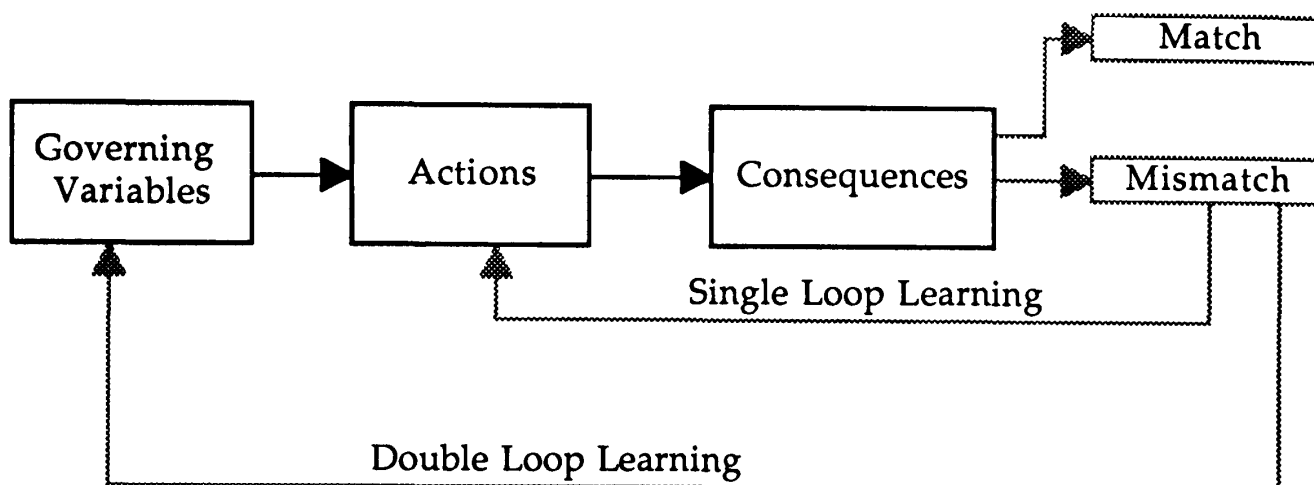 Match
Governing
Variables
Actions
Consequences
Mismatch
Single Loop Learning
Double Loop Learning